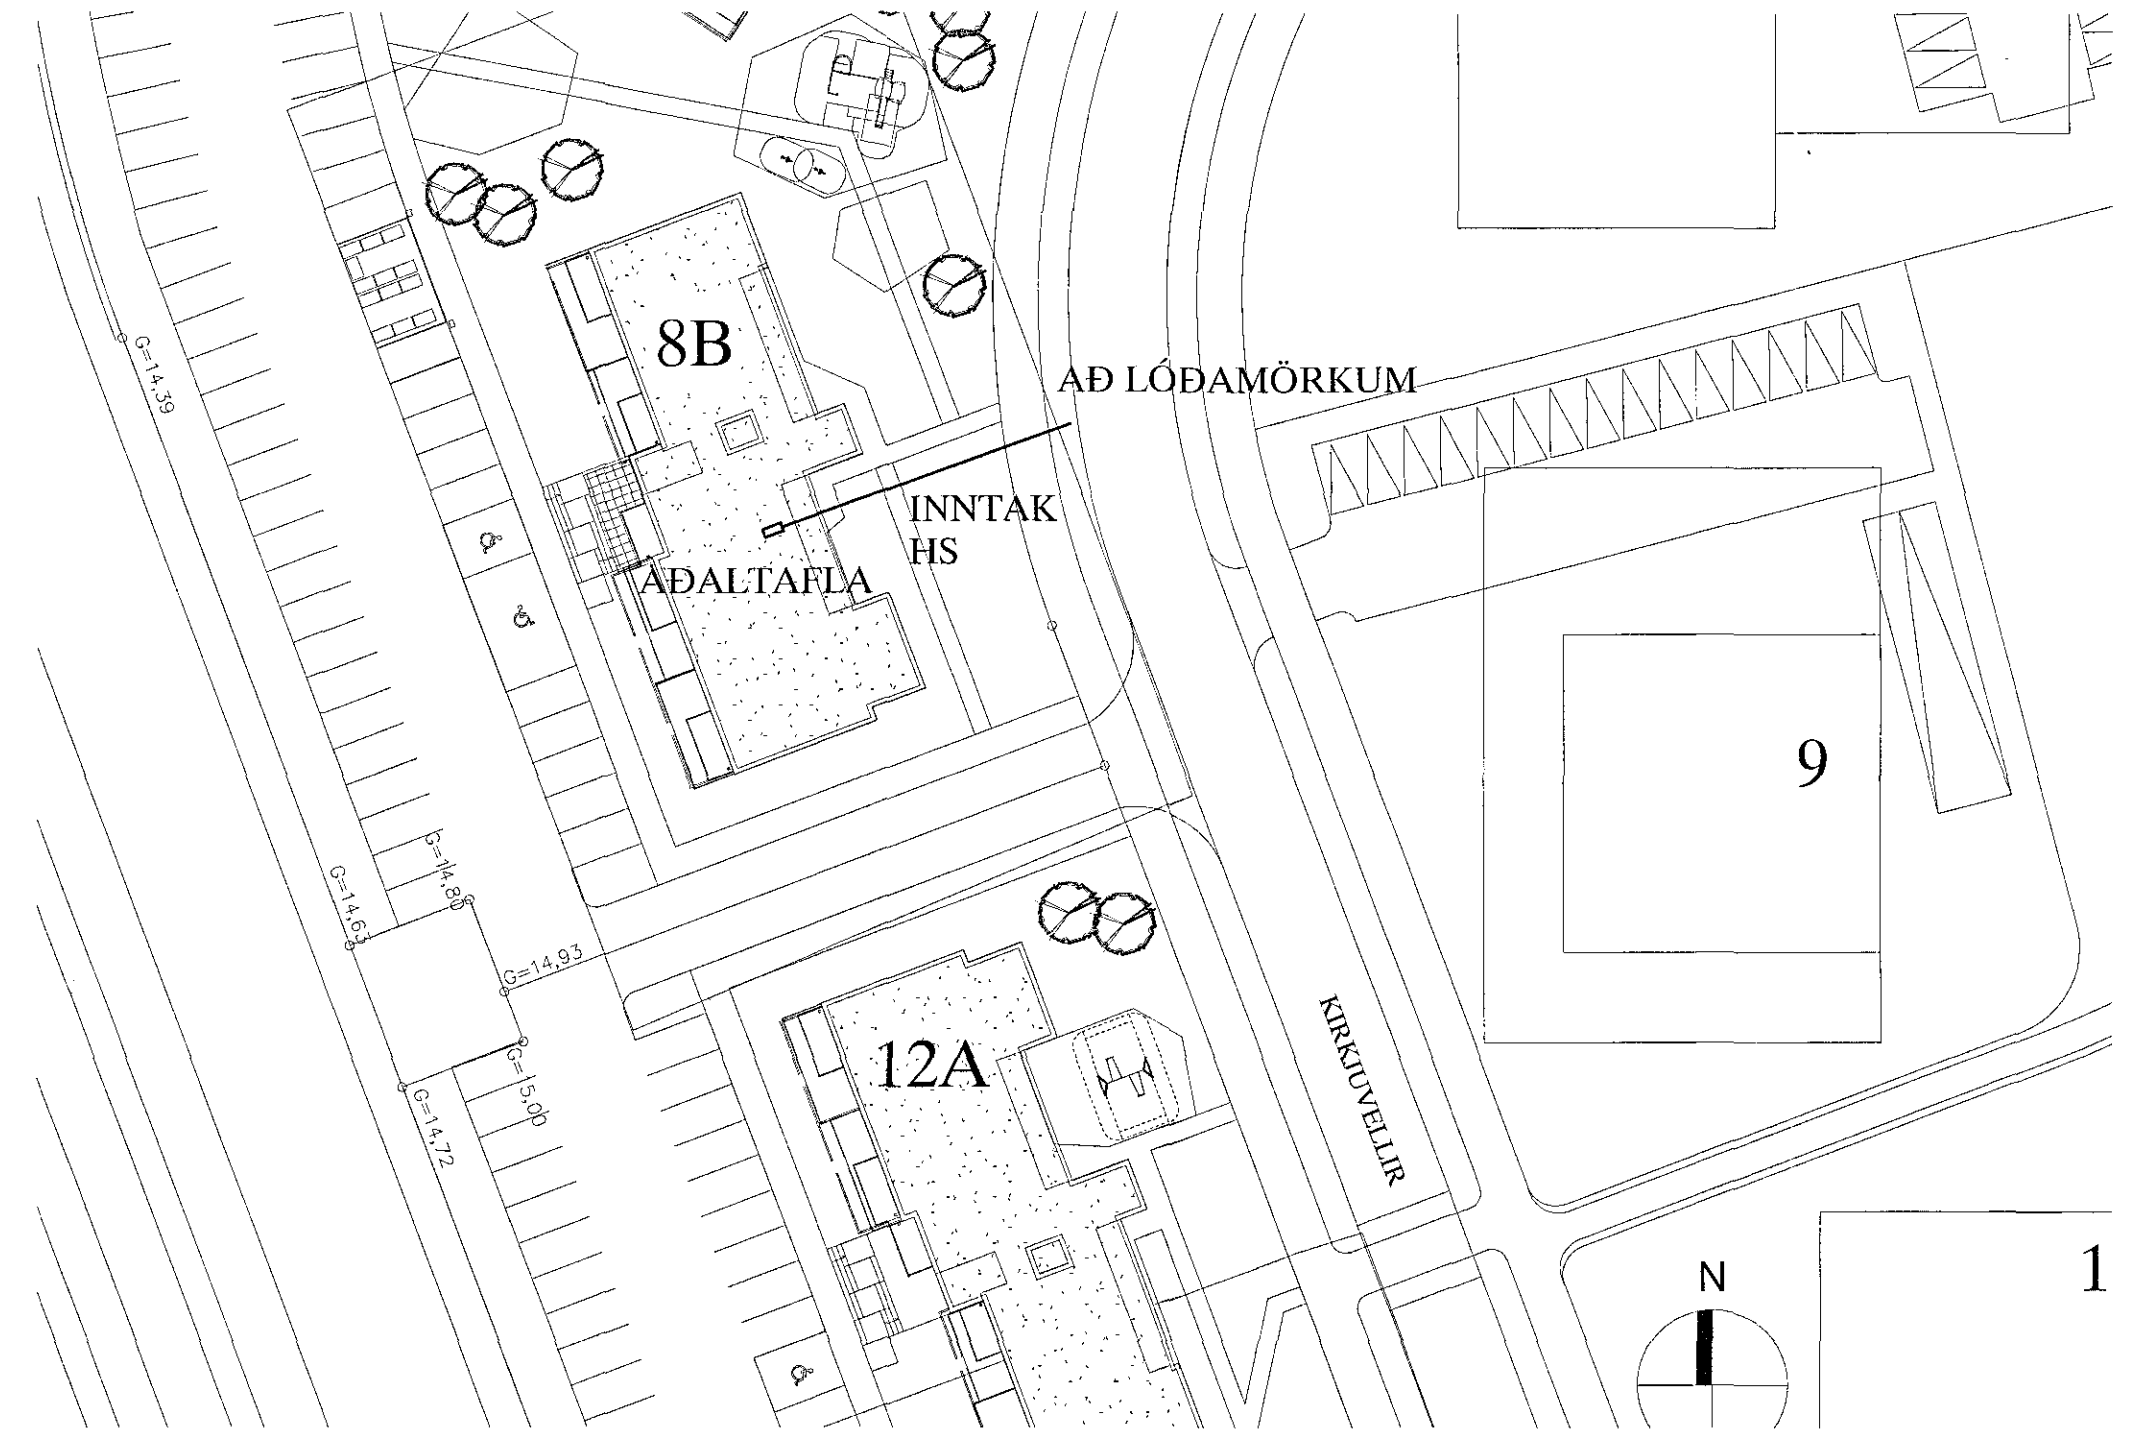 G=14,39
8B
AÐ LÓÐAMÖRKUM
INNTAK
HS
AÐALTAFLA
9
G=14,80
G=14,63
G=14,93
12A
KIRKJUVELLIR
G=15,00
G=14,72
N
1